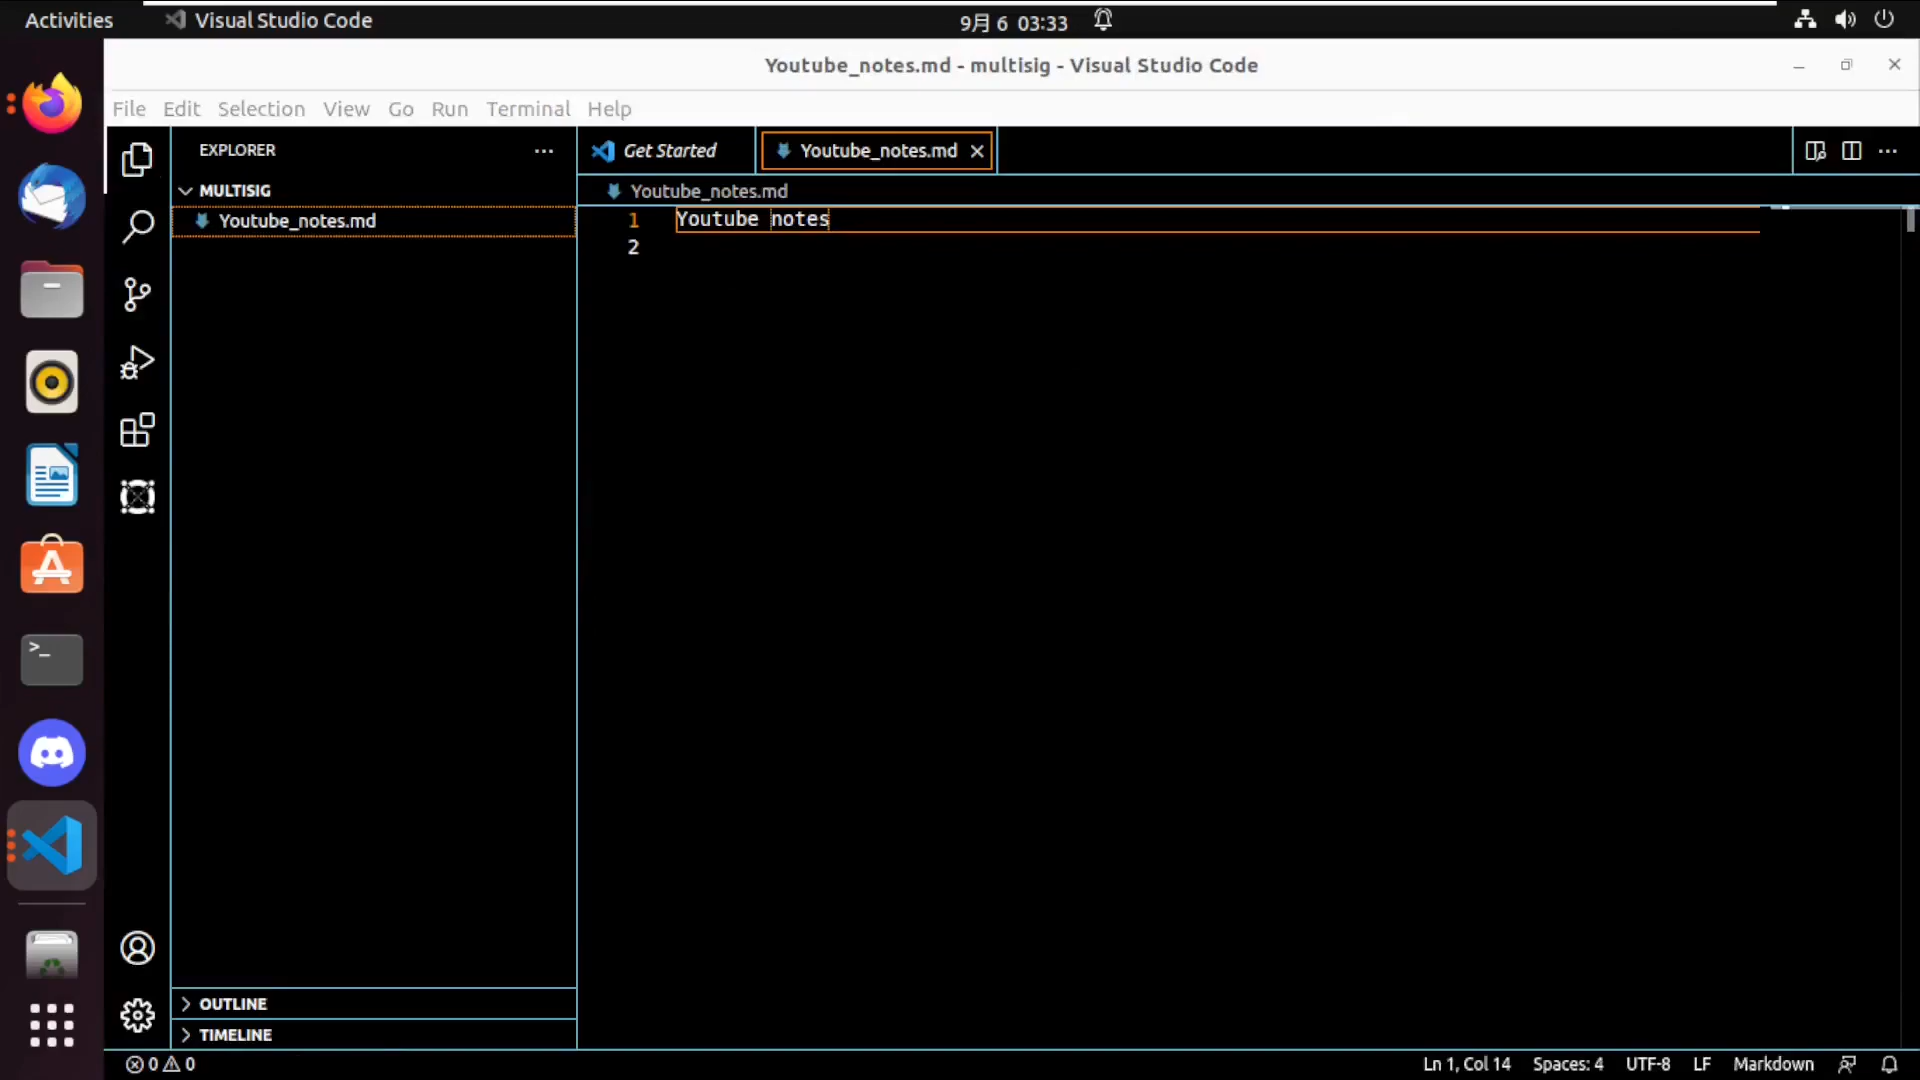 Activities Visual Studio Code 9月 6 03:33
Youtube_notes.md - multisig - Visual Studio Code
File Edit Selection View Go Run Terminal Help
EXPLORER
MULTISIG
Youtube_notes.md
Get Started Youtube_notes.md
Youtube_notes.md
1 Youtube notes
2
OUTLINE
TIMELINE
0 0 Ln 1, Col 14 Spaces: 4 UTF-8 LF Markdown